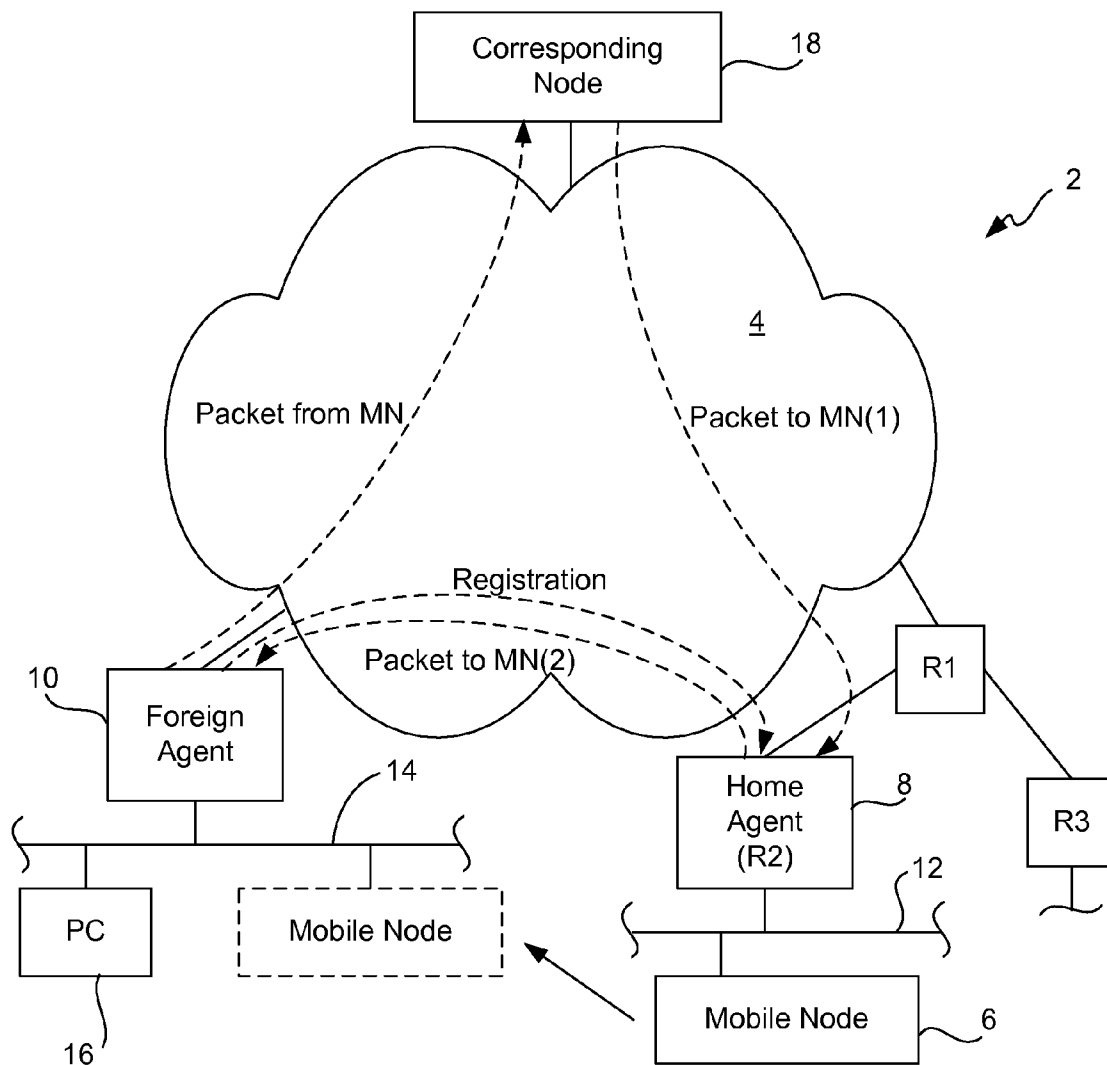 Corresponding
Node
18
2
4
Packet from MN
Packet to MN(1)
Registration
Packet to MN(2)
R1
10
Foreign
Agent
14
Home
Agent
(R2)
8
R3
12
PC
Mobile Node
Mobile Node
6
16